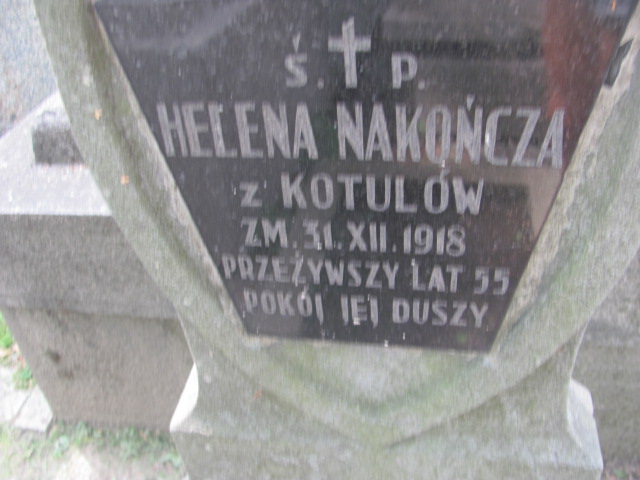 Ś. P.
HELENA NAKOŃCZA
z KOTULÓW
ZM. 31. XII. 1918
PRZEŻYWSZY LAT 55
POKÓJ JEJ DUSZY